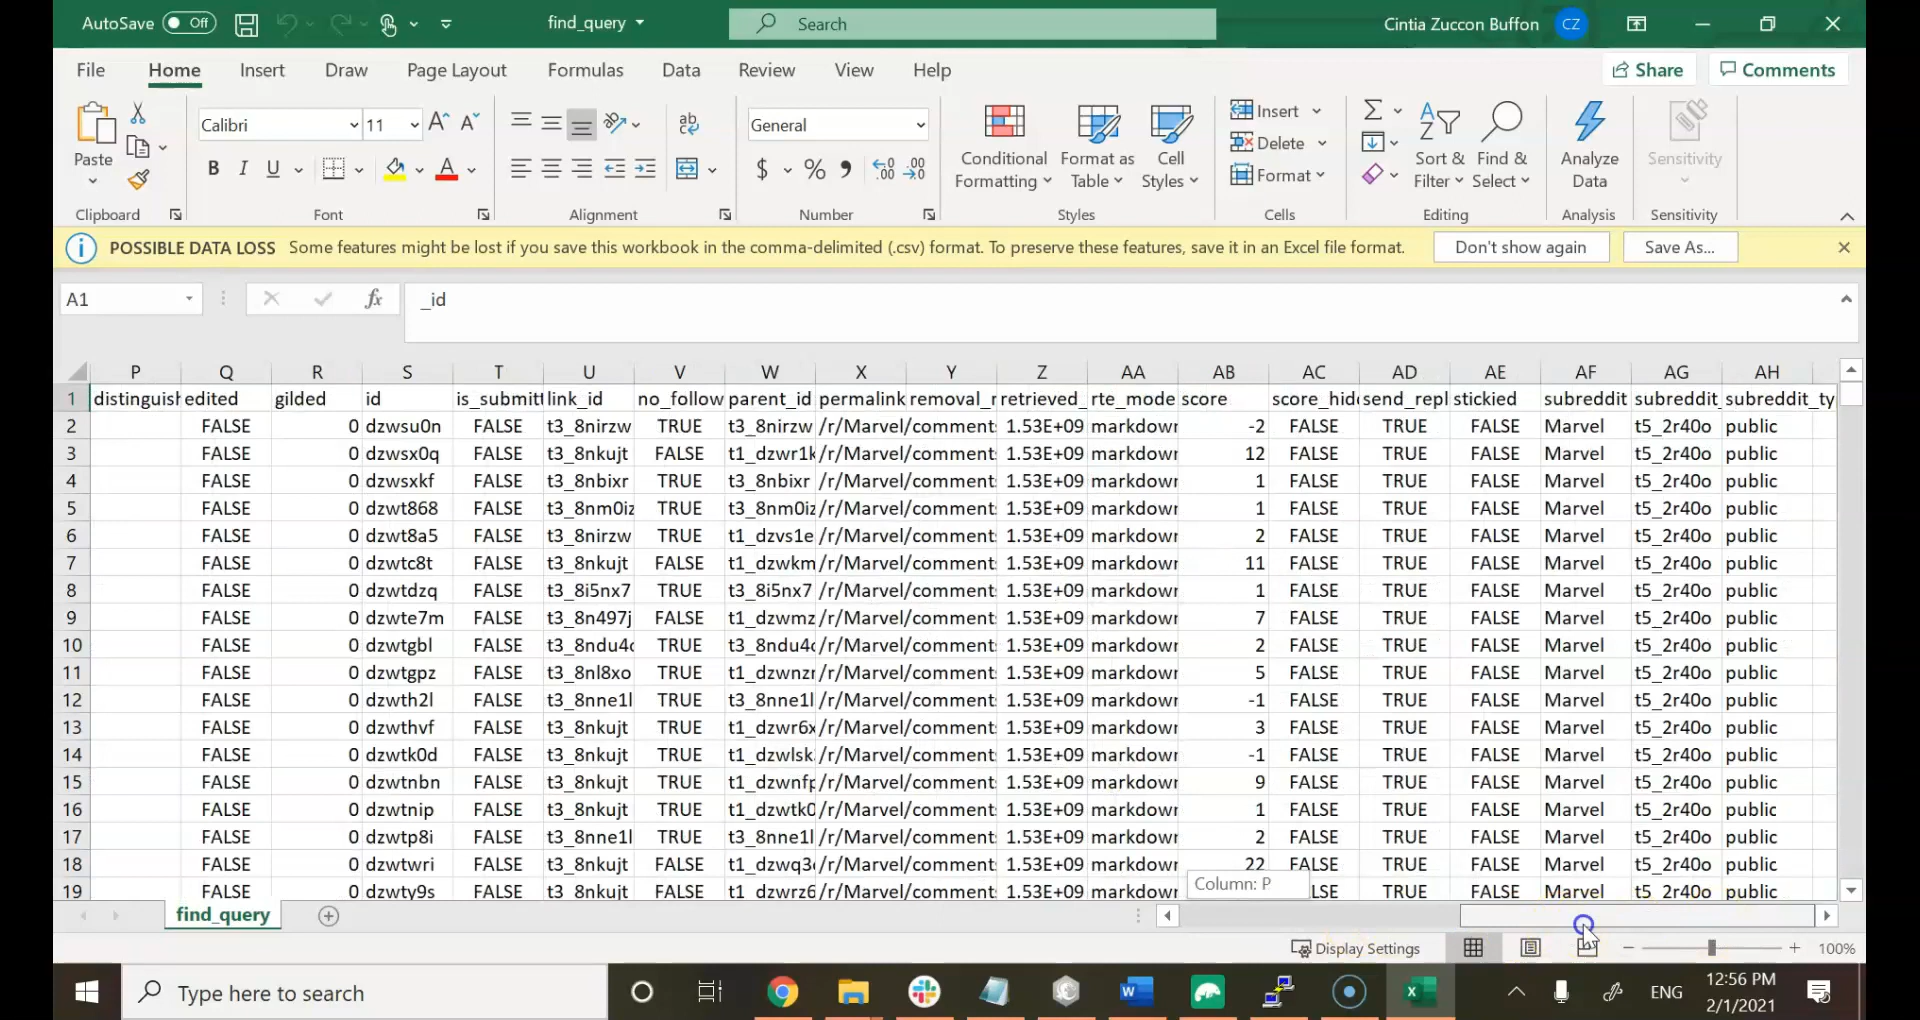 AutoSave Off find_query Search Cintia Zuccon Buffon CZ
File Home Insert Draw Page Layout Formulas Data Review View Help Share Comments
Calibri 11 General Insert
Paste Conditional Formatting Format as Table Cell Styles Delete Sort & Filter Find & Select Analyze Data Sensitivity
B I U $ % Format
Clipboard Font Alignment Number Styles Cells Editing Analysis Sensitivity
POSSIBLE DATA LOSS Some features might be lost if you save this workbook in the comma-delimited (.csv) format. To preserve these features, save it in an Excel file format. Don't show again Save As...
A1 fx _id
P Q R S T U V W X Y Z AA AB AC AD AE AF AG AH
1 distinguish edited gilded id is_submitt link_id no_follow parent_id permalink removal_r retrieved_ rte_mode score score_hid send_repl stickied subreddit subreddit_ subreddit_ty
2 FALSE 0 dzwsu0n FALSE t3_8nirzw TRUE t3_8nirzw /r/Marvel/comment: 1.53E+09 markdowr -2 FALSE TRUE FALSE Marvel t5_2r40o public
3 FALSE 0 dzwsx0q FALSE t3_8nkujt FALSE t1_dzwr1k /r/Marvel/comment: 1.53E+09 markdowr 12 FALSE TRUE FALSE Marvel t5_2r40o public
4 FALSE 0 dzwsxkf FALSE t3_8nbixr TRUE t3_8nbixr /r/Marvel/comment: 1.53E+09 markdowr 1 FALSE TRUE FALSE Marvel t5_2r40o public
5 FALSE 0 dzwt868 FALSE t3_8nm0iz TRUE t3_8nm0iz /r/Marvel/comment: 1.53E+09 markdowr 1 FALSE TRUE FALSE Marvel t5_2r40o public
6 FALSE 0 dzwt8a5 FALSE t3_8nirzw TRUE t1_dzvs1e /r/Marvel/comment: 1.53E+09 markdowr 2 FALSE TRUE FALSE Marvel t5_2r40o public
7 FALSE 0 dzwtc8t FALSE t3_8nkujt FALSE t1_dzwkm /r/Marvel/comment: 1.53E+09 markdowr 11 FALSE TRUE FALSE Marvel t5_2r40o public
8 FALSE 0 dzwtdzq FALSE t3_8i5nx7 TRUE t3_8i5nx7 /r/Marvel/comment: 1.53E+09 markdowr 1 FALSE TRUE FALSE Marvel t5_2r40o public
9 FALSE 0 dzwte7m FALSE t3_8n497j FALSE t1_dzwmz /r/Marvel/comment: 1.53E+09 markdowr 7 FALSE TRUE FALSE Marvel t5_2r40o public
10 FALSE 0 dzwtgbl FALSE t3_8ndu4c TRUE t3_8ndu4c /r/Marvel/comment: 1.53E+09 markdowr 2 FALSE TRUE FALSE Marvel t5_2r40o public
11 FALSE 0 dzwtgpz FALSE t3_8nl8xo TRUE t1_dzwnzr /r/Marvel/comment: 1.53E+09 markdowr 5 FALSE TRUE FALSE Marvel t5_2r40o public
12 FALSE 0 dzwth2l FALSE t3_8nne1l TRUE t3_8nne1l /r/Marvel/comment: 1.53E+09 markdowr -1 FALSE TRUE FALSE Marvel t5_2r40o public
13 FALSE 0 dzwthvf FALSE t3_8nkujt TRUE t1_dzwr6x /r/Marvel/comment: 1.53E+09 markdowr 3 FALSE TRUE FALSE Marvel t5_2r40o public
14 FALSE 0 dzwtk0d FALSE t3_8nkujt TRUE t1_dzwlsk /r/Marvel/comment: 1.53E+09 markdowr -1 FALSE TRUE FALSE Marvel t5_2r40o public
15 FALSE 0 dzwtnbn FALSE t3_8nkujt TRUE t1_dzwnfp /r/Marvel/comment: 1.53E+09 markdowr 9 FALSE TRUE FALSE Marvel t5_2r40o public
16 FALSE 0 dzwtnip FALSE t3_8nkujt TRUE t1_dzwtk0 /r/Marvel/comment: 1.53E+09 markdowr 1 FALSE TRUE FALSE Marvel t5_2r40o public
17 FALSE 0 dzwtp8i FALSE t3_8nne1l TRUE t3_8nne1l /r/Marvel/comment: 1.53E+09 markdowr 2 FALSE TRUE FALSE Marvel t5_2r40o public
18 FALSE 0 dzwtwri FALSE t3_8nkujt FALSE t1_dzwq3 /r/Marvel/comment: 1.53E+09 markdowr 22 FALSE TRUE FALSE Marvel t5_2r40o public
19 FALSE 0 dzwty9s FALSE t3_8nkujt FALSE t1_dzwrz6 /r/Marvel/comment: 1.53E+09 markdowr Column: P LSE TRUE FALSE Marvel t5_2r40o public
find_query
Display Settings 100%
Type here to search ENG 12:56 PM
2/1/2021